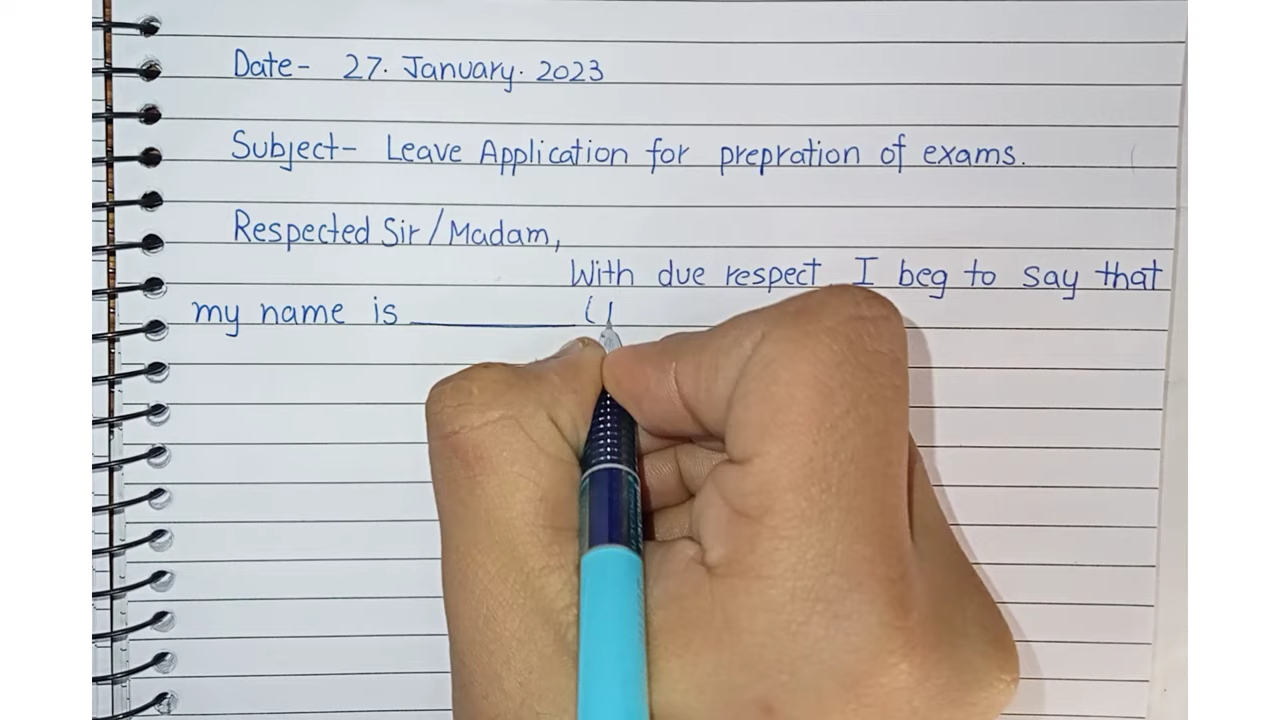 Date- 27. January. 2023
Subject- Leave Application for prepration of exams.
Respected Sir/Madam,
With due respect I beg to say that
my name is _________ (